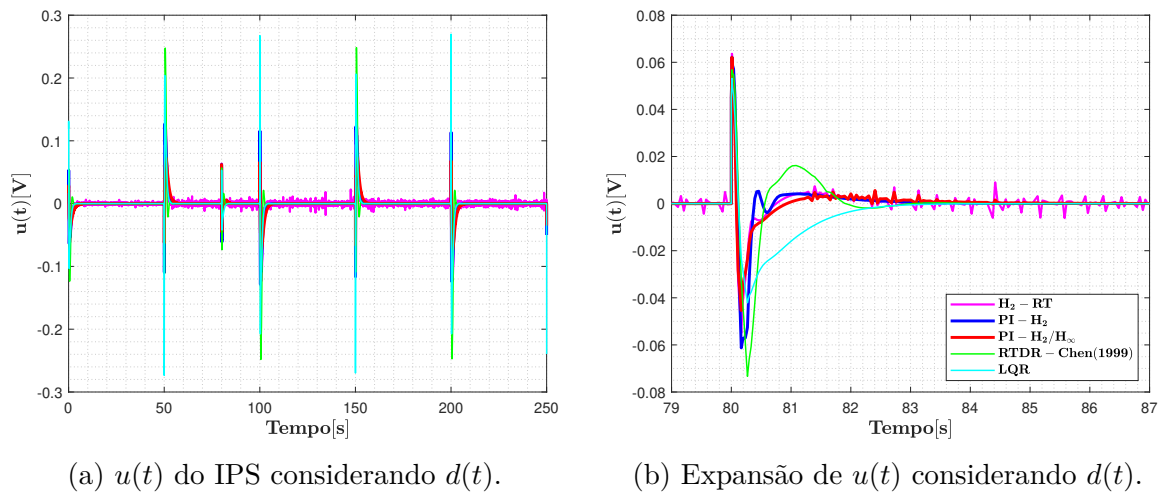 0.3
0.2
0.1
0
-0.1
-0.2
-0.3
u(t)[V]
0 50 100 150 200 250
Tempo[s]
(a) u(t) do IPS considerando d(t).
0.08
0.06
0.04
0.02
0
-0.02
-0.04
-0.06
-0.08
u(t)[V]
79 80 81 82 83 84 85 86 87
Tempo[s]
H₂ − RT
PI − H₂
PI − H₂/H∞
RTDR − Chen(1999)
LQR
(b) Expansão de u(t) considerando d(t).